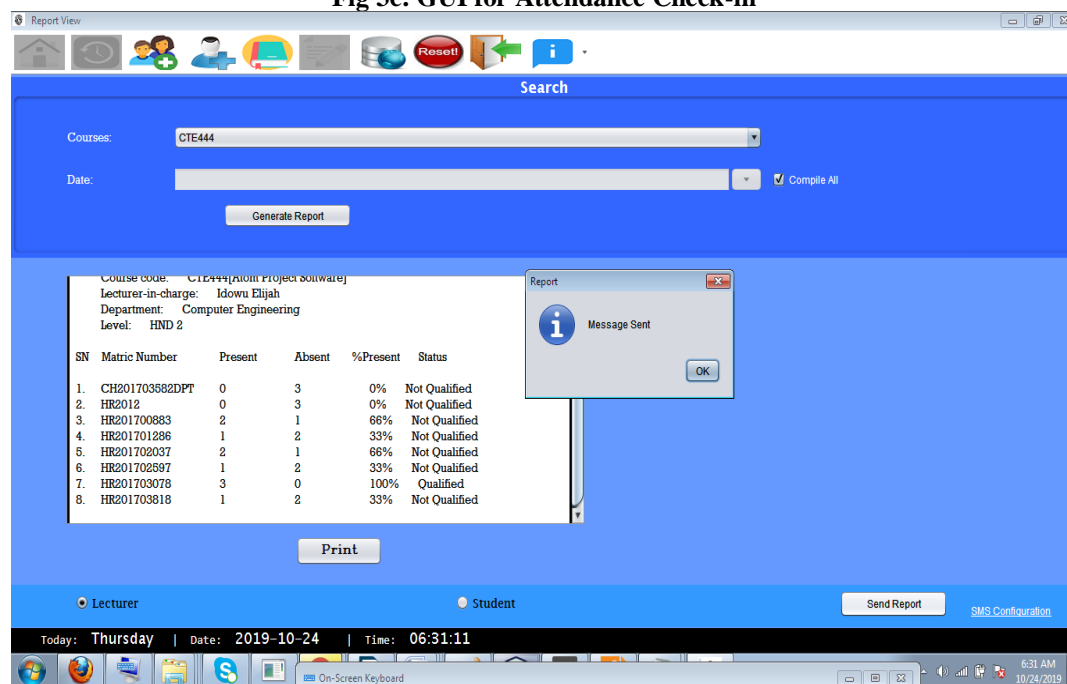 Fig 3c: GUI for Attendance Check-in
Report View
Reset!
Search
Courses: CTE444
Date: Compile All
Generate Report
Course code: CTE444[Atom Project Software]
Lecturer-in-charge: Idowu Elijah
Department: Computer Engineering
Level: HND 2
SN Matric Number Present Absent %Present Status
1. CH201703582DPT 0 3 0% Not Qualified
2. HR2012 0 3 0% Not Qualified
3. HR201700883 2 1 66% Not Qualified
4. HR201701286 1 2 33% Not Qualified
5. HR201702037 2 1 66% Not Qualified
6. HR201702597 1 2 33% Not Qualified
7. HR201703078 3 0 100% Qualified
8. HR201703818 1 2 33% Not Qualified
Report
Message Sent
OK
Print
Lecturer Student Send Report SMS Configuration
Today: Thursday | Date: 2019-10-24 | Time: 06:31:11
On-Screen Keyboard
6:31 AM
10/24/2019